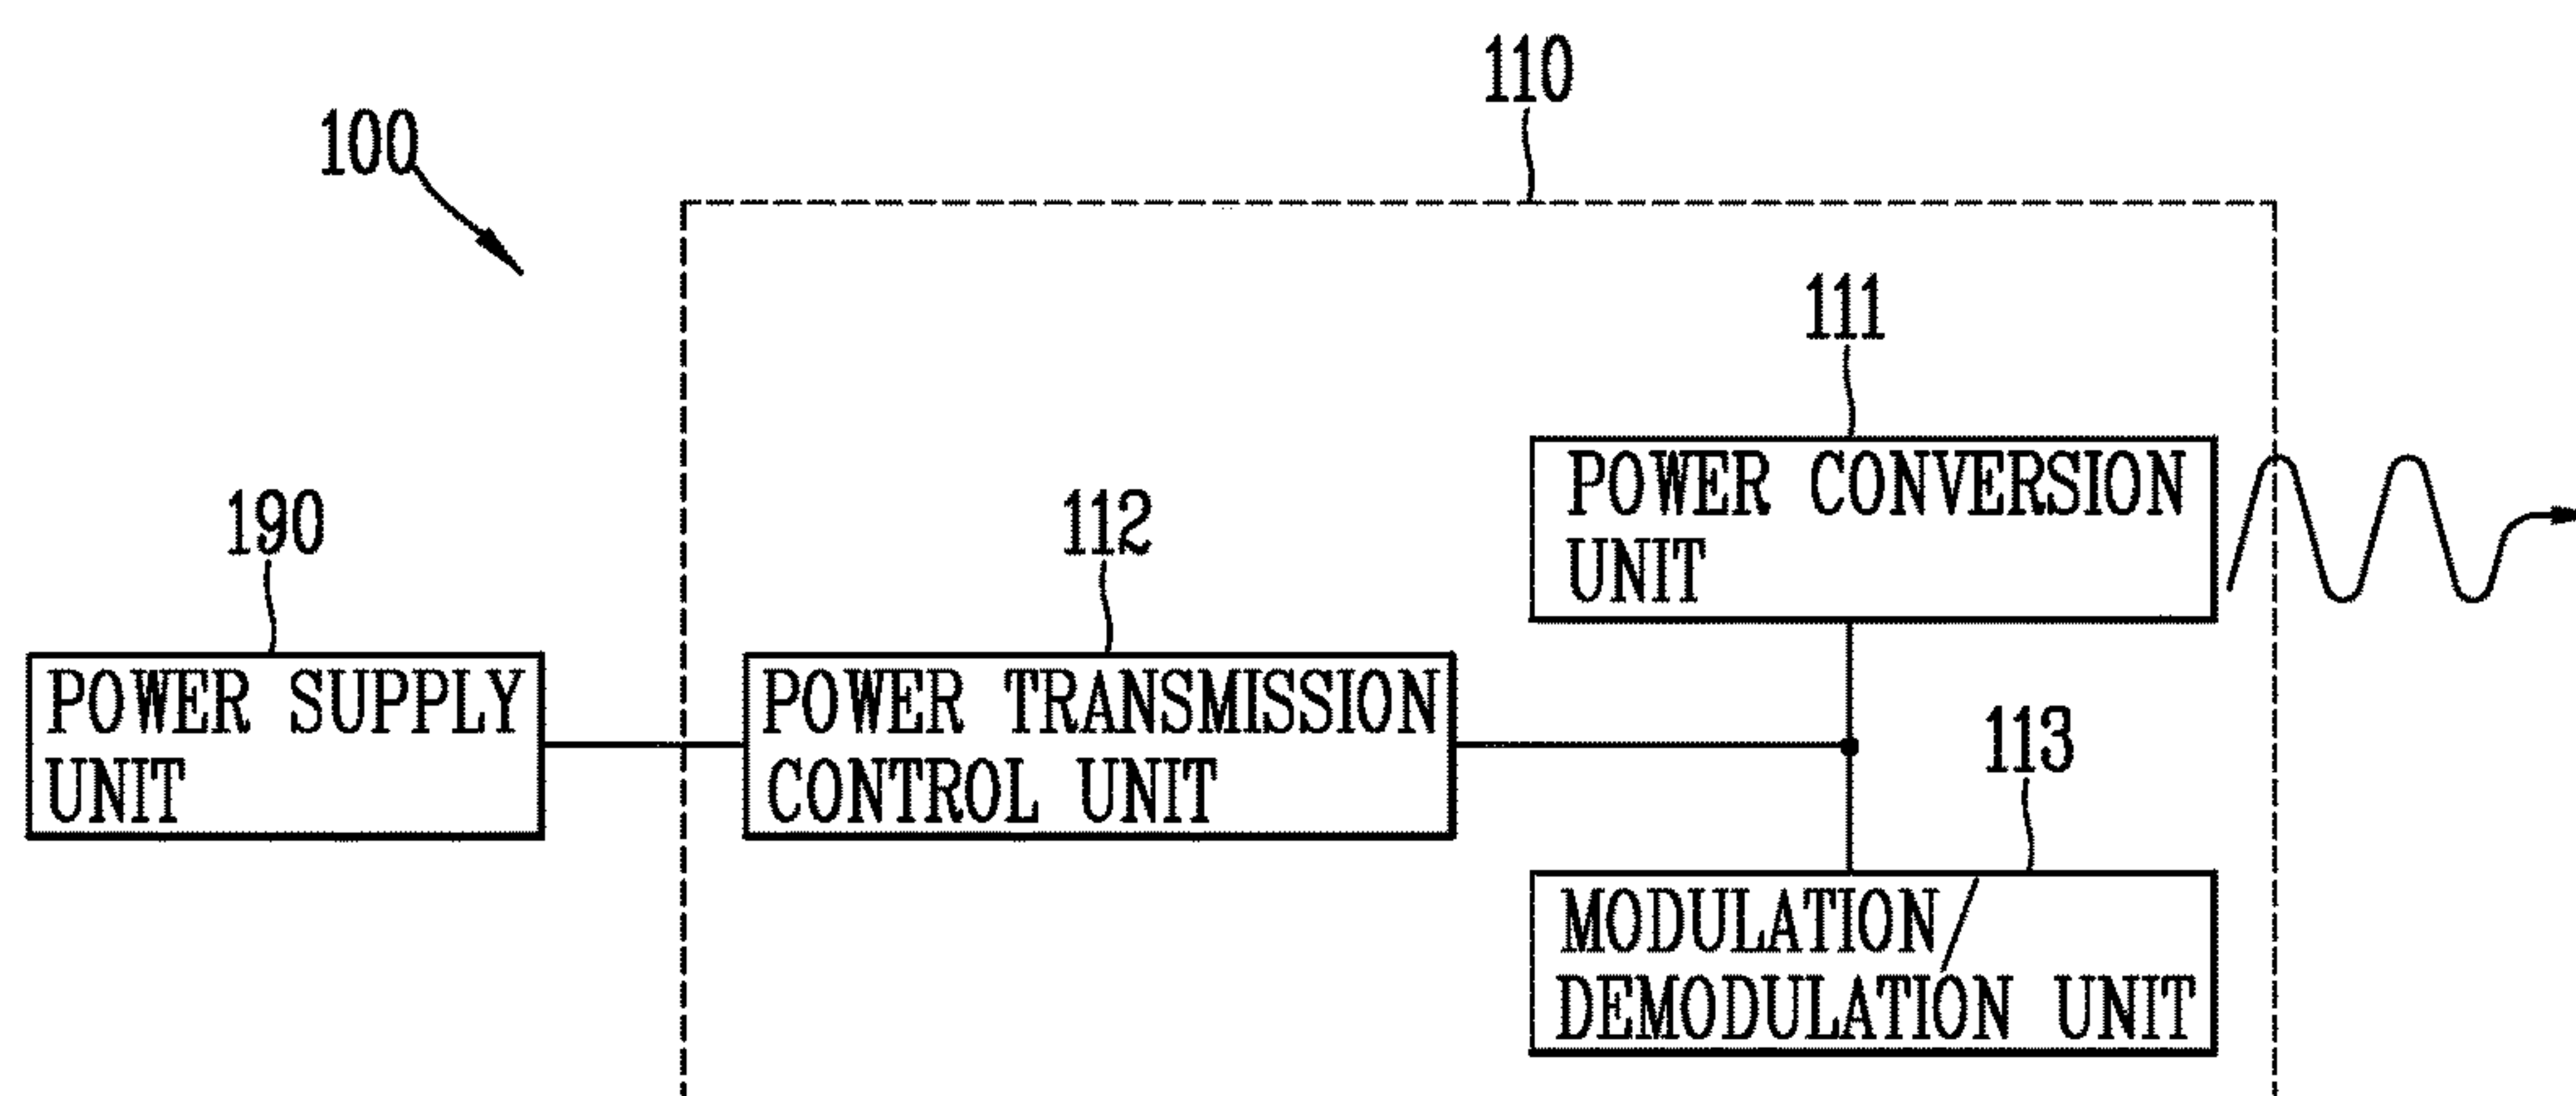 110
100
111
POWER CONVERSION
UNIT
190
112
POWER SUPPLY
UNIT
POWER TRANSMISSION
CONTROL UNIT
113
MODULATION/
DEMODULATION UNIT